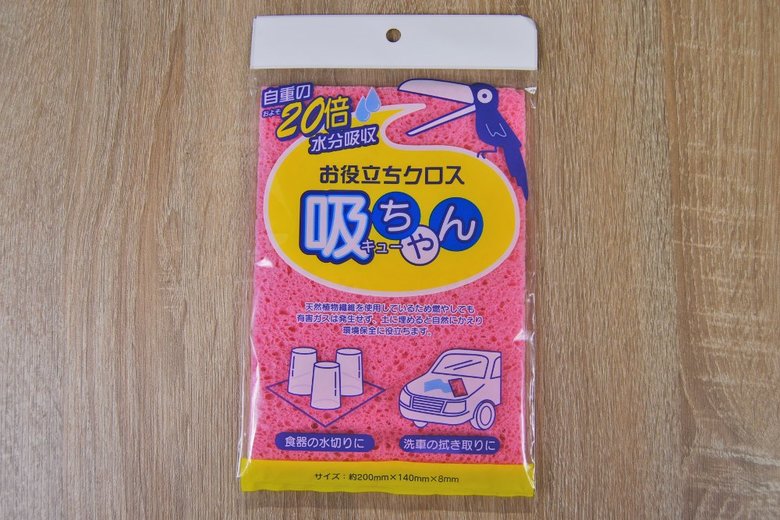 自重の
およそ
20倍
水分吸収
お役立ちクロス
吸ちゃん
キュー
天然植物繊維を使用しているため燃やしても
有害ガスは発生せず、土に埋めると自然にかえり
環境保全に役立ちます。
食器の水切りに
洗車の拭き取りに
サイズ：約200mm×140mm×8mm